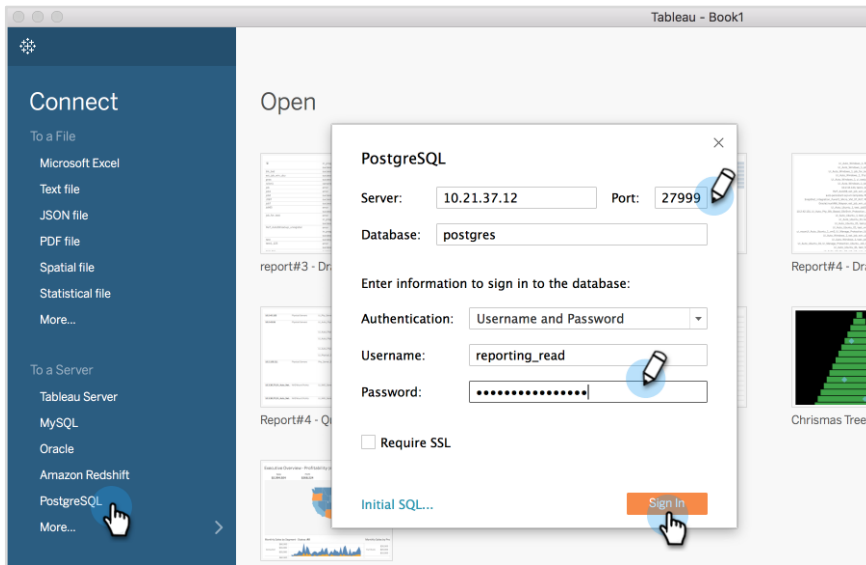 Tableau - Book1
Connect
To a File
Microsoft Excel
Text file
JSON file
PDF file
Spatial file
Statistical file
More...
To a Server
Tableau Server
MySQL
Oracle
Amazon Redshift
PostgreSQL
More...
Open
report#3 - Dr
Report#4 - Dra
Report#4 - Q
Chrismas Tree
PostgreSQL
Server: 10.21.37.12 Port: 27999
Database: postgres
Enter information to sign in to the database:
Authentication: Username and Password
Username: reporting_read
Password: ••••••••••••••••
Require SSL
Initial SQL...
Sign In